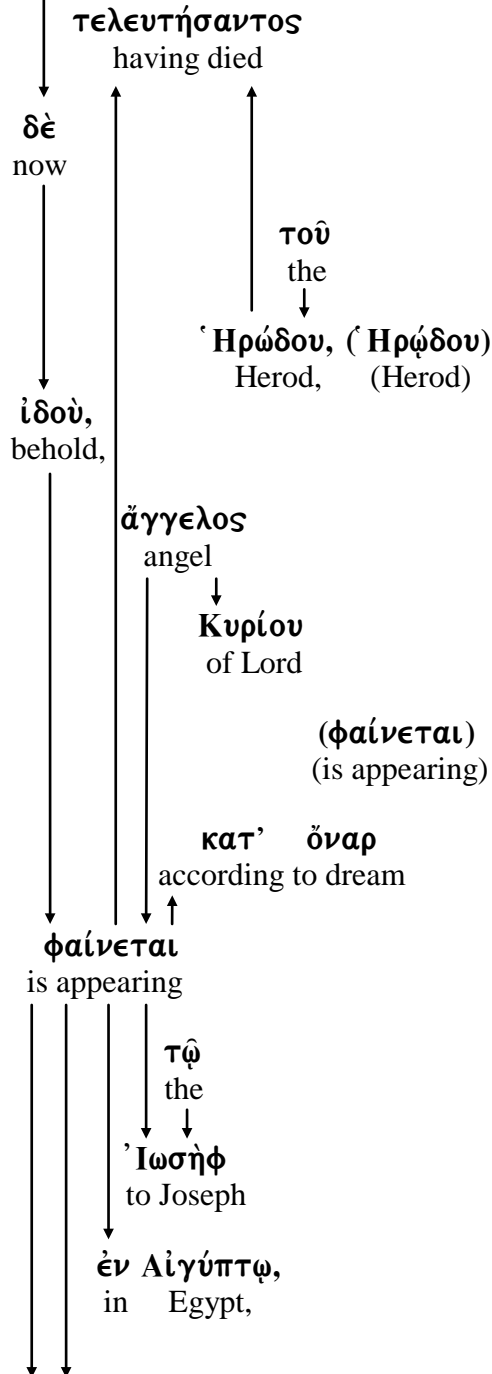 τελευτήσαντος
having died
δὲ
now
τοῦ
the
Ἡρώδου, (Ἡρῴδου)
Herod, (Herod)
ἰδοὺ,
behold,
ἄγγελος
angel
Κυρίου
of Lord
(φαίνεται)
(is appearing)
κατ’ ὄναρ
according to dream
φαίνεται
is appearing
τῷ
the
Ἰωσὴφ
to Joseph
ἐν Αἰγύπτῳ,
in Egypt,